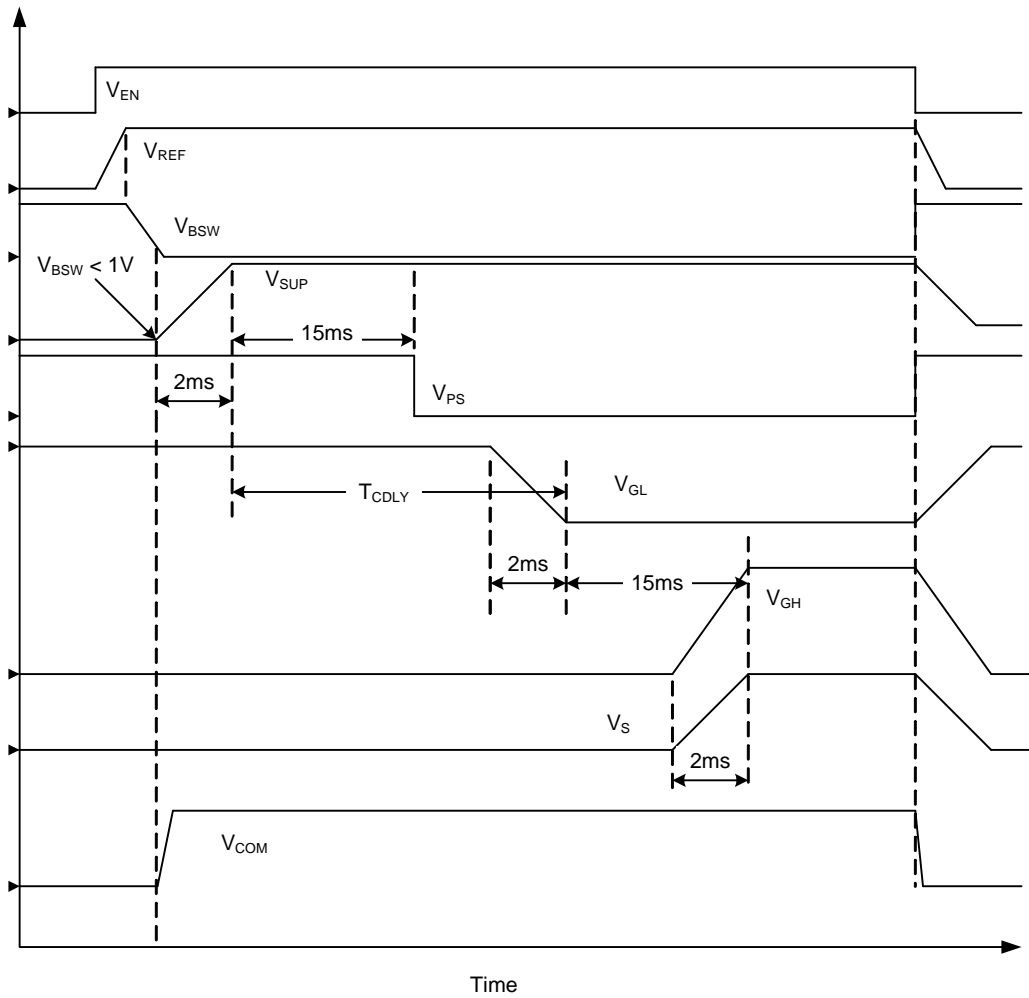 VEN
VREF
VBSW
VBSW < 1V
VSUP
15ms
2ms
VPS
TCDLY
VGL
2ms
15ms
VGH
VS
2ms
VCOM
Time